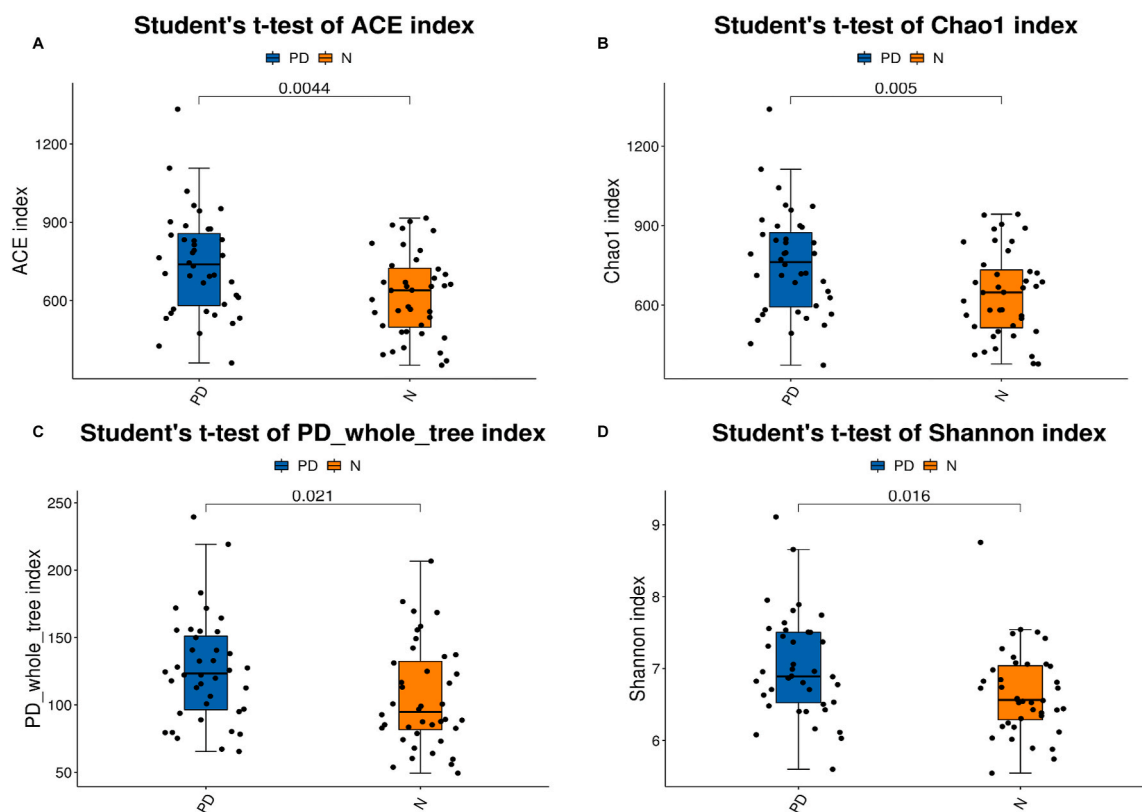 A Student's t-test of ACE index
PD N
0.0044
1200
900
600
ACE index
PD
N
B Student's t-test of Chao1 index
PD N
0.005
1200
900
600
Chao1 index
PD
N
C Student's t-test of PD_whole_tree index
PD N
0.021
250
200
150
100
50
PD_whole_tree index
PD
N
D Student's t-test of Shannon index
PD N
0.016
9
8
7
6
Shannon index
PD
N